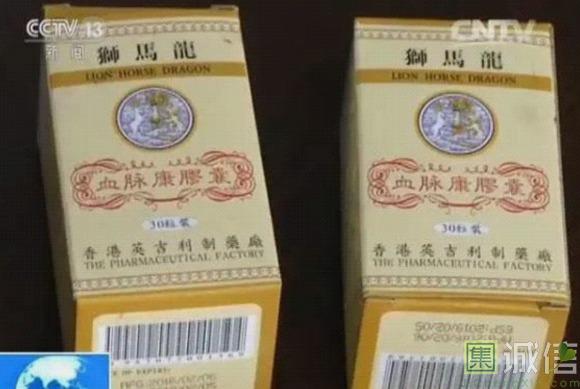 CCTV·13
新闻
CNTV
獅馬龍
LION HORSE DRAGON
血脉康膠囊
30粒裝
香港英吉利制藥廠
THE PHARMACEUTICAL FACTORY
獅馬龍
LION HORSE DRAGON
血脉康膠囊
30粒裝
香港英吉利制藥廠
THE PHARMACEUTICAL FACTORY
集诚信